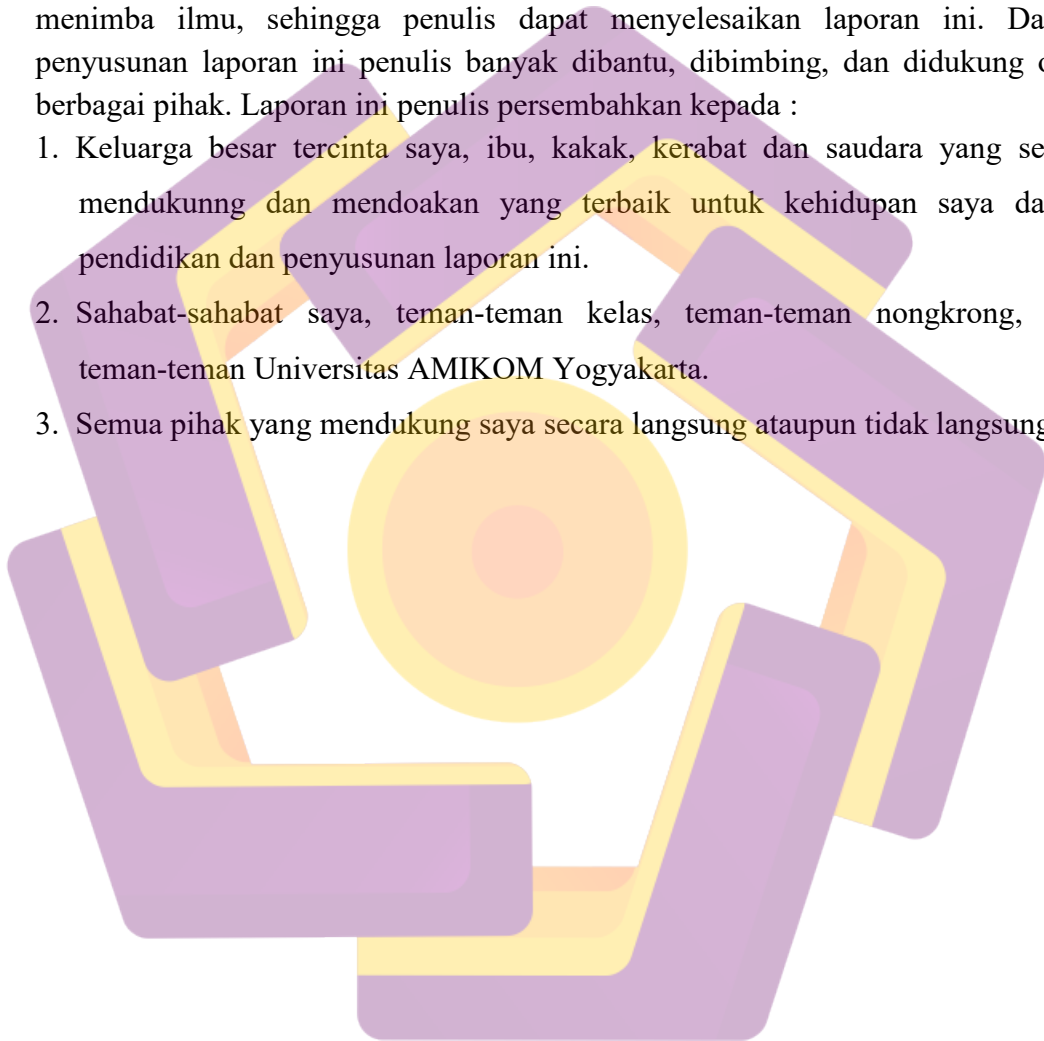 menimba ilmu, sehingga penulis dapat menyelesaikan laporan ini. Da
penyusunan laporan ini penulis banyak dibantu, dibimbing, dan didukung o
berbagai pihak. Laporan ini penulis persembahkan kepada :
1. Keluarga besar tercinta saya, ibu, kakak, kerabat dan saudara yang se
mendukunng dan mendoakan yang terbaik untuk kehidupan saya da
pendidikan dan penyusunan laporan ini.
2. Sahabat-sahabat saya, teman-teman kelas, teman-teman nongkrong,
teman-teman Universitas AMIKOM Yogyakarta.
3. Semua pihak yang mendukung saya secara langsung ataupun tidak langsung